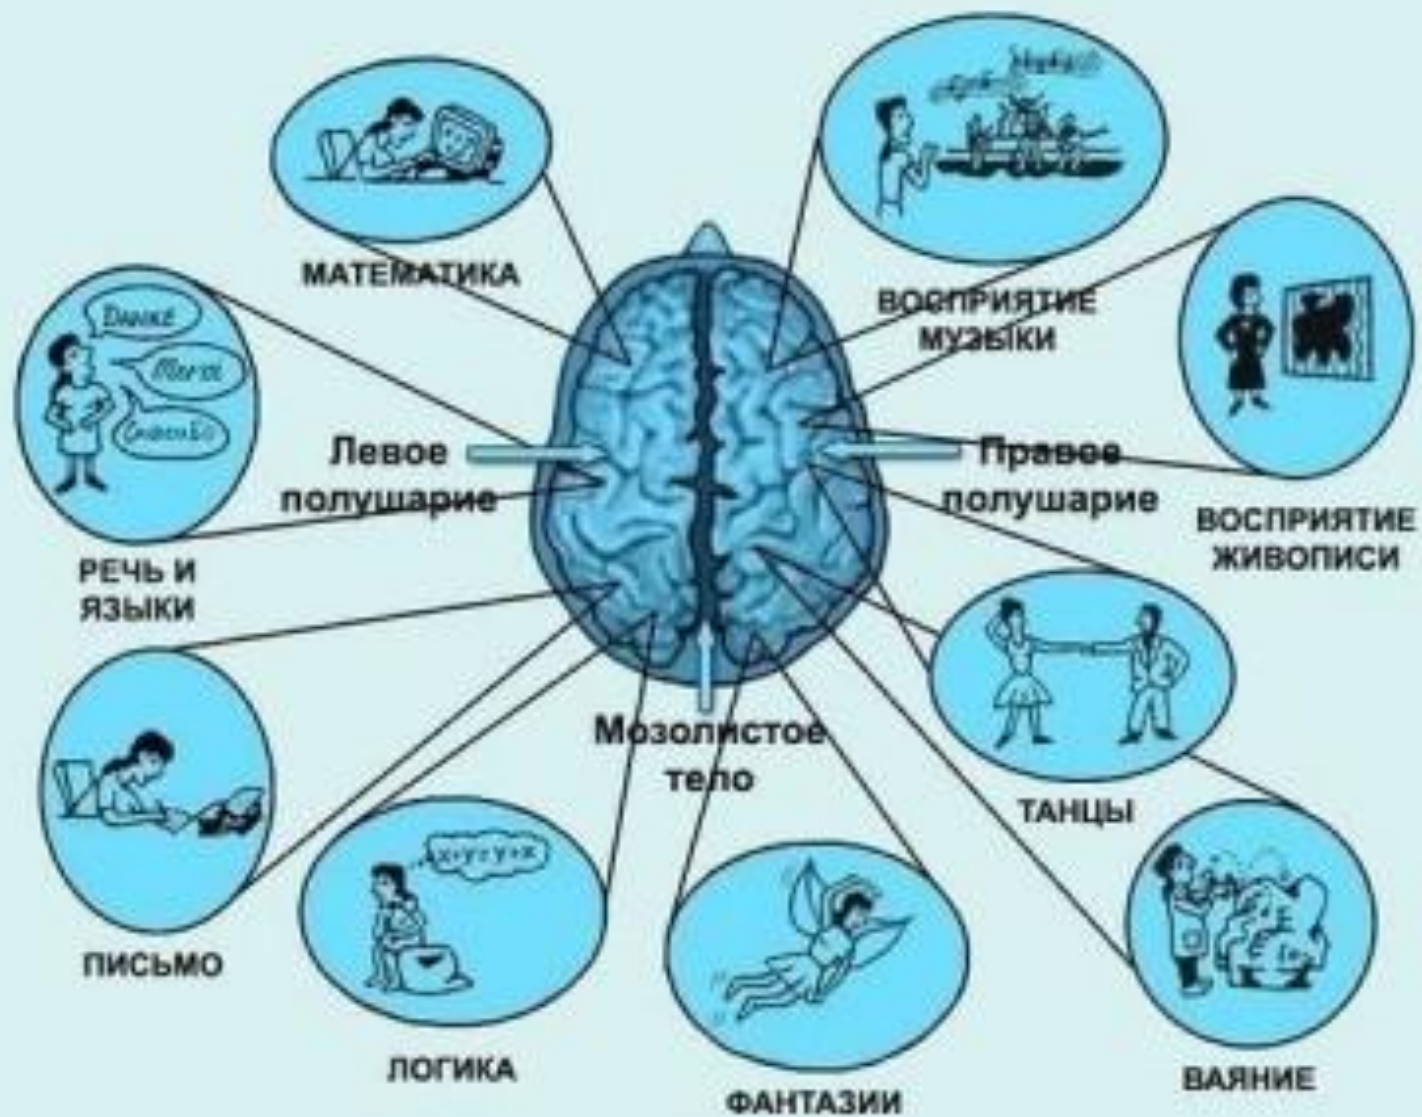 МАТЕМАТИКА
ВОСПРИЯТИЕ
МУЗЫКИ
DANKE
Merci
Спасибо
Левое
полушарие
Правое
полушарие
ВОСПРИЯТИЕ
ЖИВОПИСИ
РЕЧЬ И
ЯЗЫКИ
Мозолистое
тело
ТАНЦЫ
x+y=y+x
ПИСЬМО
ЛОГИКА
ФАНТАЗИИ
ВАЯНИЕ